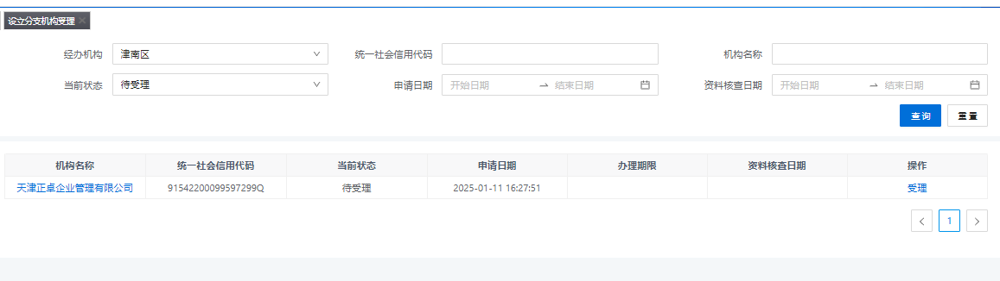 设立分支机构受理
经办机构 津南区 统一社会信用代码 机构名称
当前状态 待受理 申请日期 开始日期 结束日期 资料核查日期 开始日期 结束日期
查询 重置
机构名称 统一社会信用代码 当前状态 申请日期 办理期限 资料核查日期 操作
天津正卓企业管理有限公司 91542200099597299Q 待受理 2025-01-11 16:27:51 受理
1